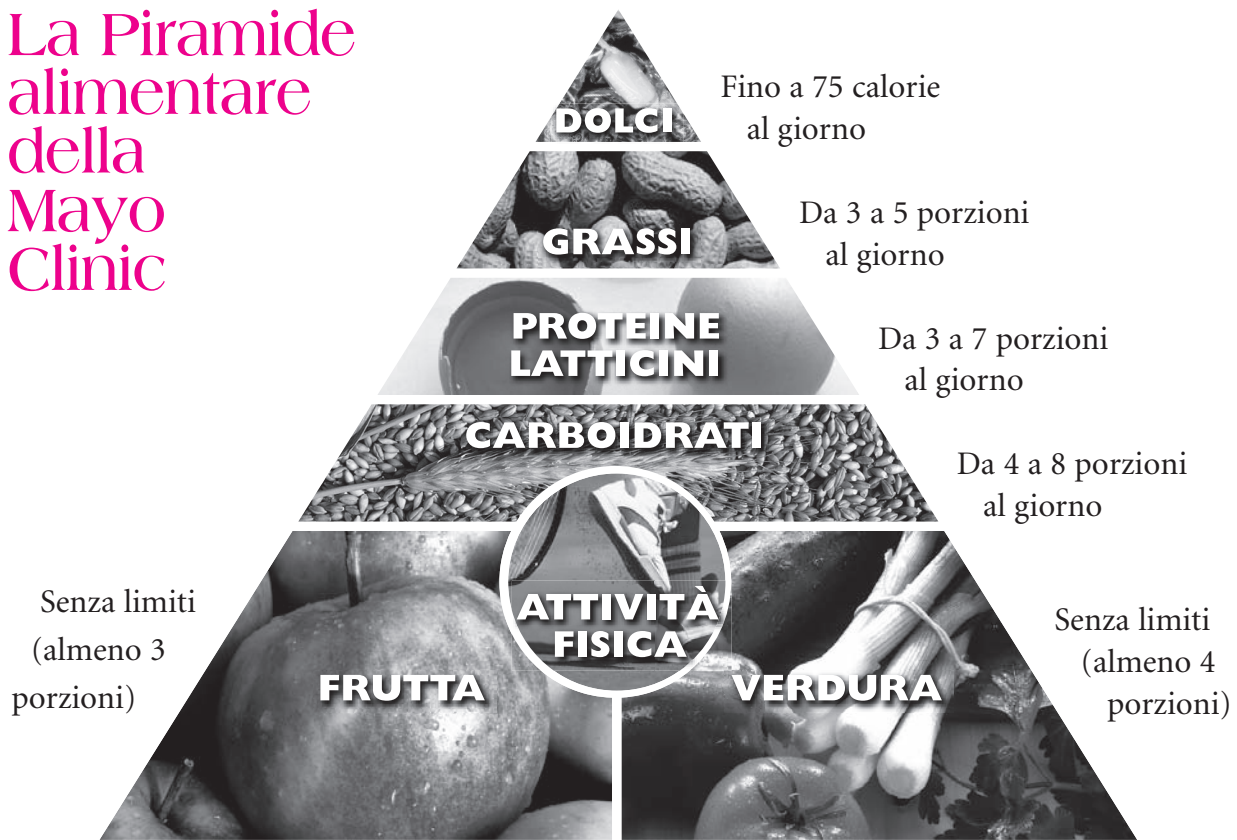 La Piramide
alimentare
della
Mayo
Clinic
DOLCI
Fino a 75 calorie
al giorno
GRASSI
Da 3 a 5 porzioni
al giorno
PROTEINE
LATTICINI
Da 3 a 7 porzioni
al giorno
CARBOIDRATI
Da 4 a 8 porzioni
al giorno
ATTIVITÀ
FISICA
Senza limiti
(almeno 3
porzioni)
FRUTTA
VERDURA
Senza limiti
(almeno 4
porzioni)